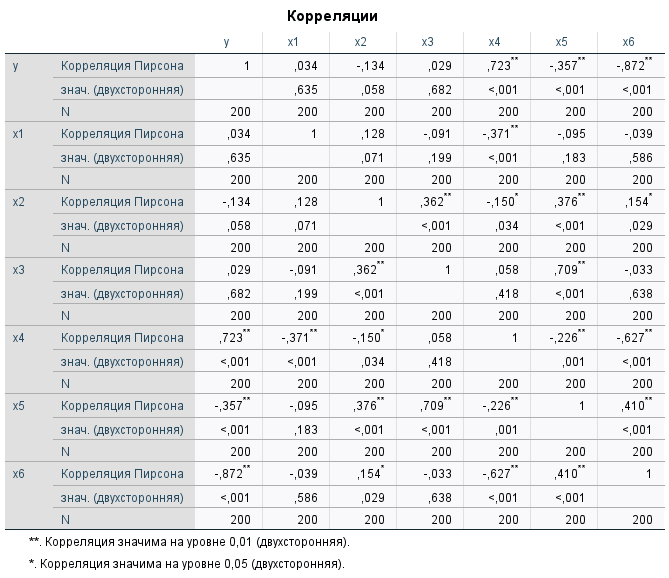 Корреляции
y x1 x2 x3 x4 x5 x6
y Корреляция Пирсона 1 ,034 -,134 ,029 ,723** -,357** -,872**
знач. (двухсторонняя) ,635 ,058 ,682 <,001 <,001 <,001
N 200 200 200 200 200 200 200
x1 Корреляция Пирсона ,034 1 ,128 -,091 -,371** -,095 -,039
знач. (двухсторонняя) ,635 ,071 ,199 <,001 ,183 ,586
N 200 200 200 200 200 200 200
x2 Корреляция Пирсона -,134 ,128 1 ,362** -,150* ,376** ,154*
знач. (двухсторонняя) ,058 ,071 <,001 ,034 <,001 ,029
N 200 200 200 200 200 200 200
x3 Корреляция Пирсона ,029 -,091 ,362** 1 ,058 ,709** -,033
знач. (двухсторонняя) ,682 ,199 <,001 ,418 <,001 ,638
N 200 200 200 200 200 200 200
x4 Корреляция Пирсона ,723** -,371** -,150* ,058 1 -,226** -,627**
знач. (двухсторонняя) <,001 <,001 ,034 ,418 ,001 <,001
N 200 200 200 200 200 200 200
x5 Корреляция Пирсона -,357** -,095 ,376** ,709** -,226** 1 ,410**
знач. (двухсторонняя) <,001 ,183 <,001 <,001 ,001 <,001
N 200 200 200 200 200 200 200
x6 Корреляция Пирсона -,872** -,039 ,154* -,033 -,627** ,410** 1
знач. (двухсторонняя) <,001 ,586 ,029 ,638 <,001 <,001
N 200 200 200 200 200 200 200
**. Корреляция значима на уровне 0,01 (двухсторонняя).
*. Корреляция значима на уровне 0,05 (двухсторонняя).